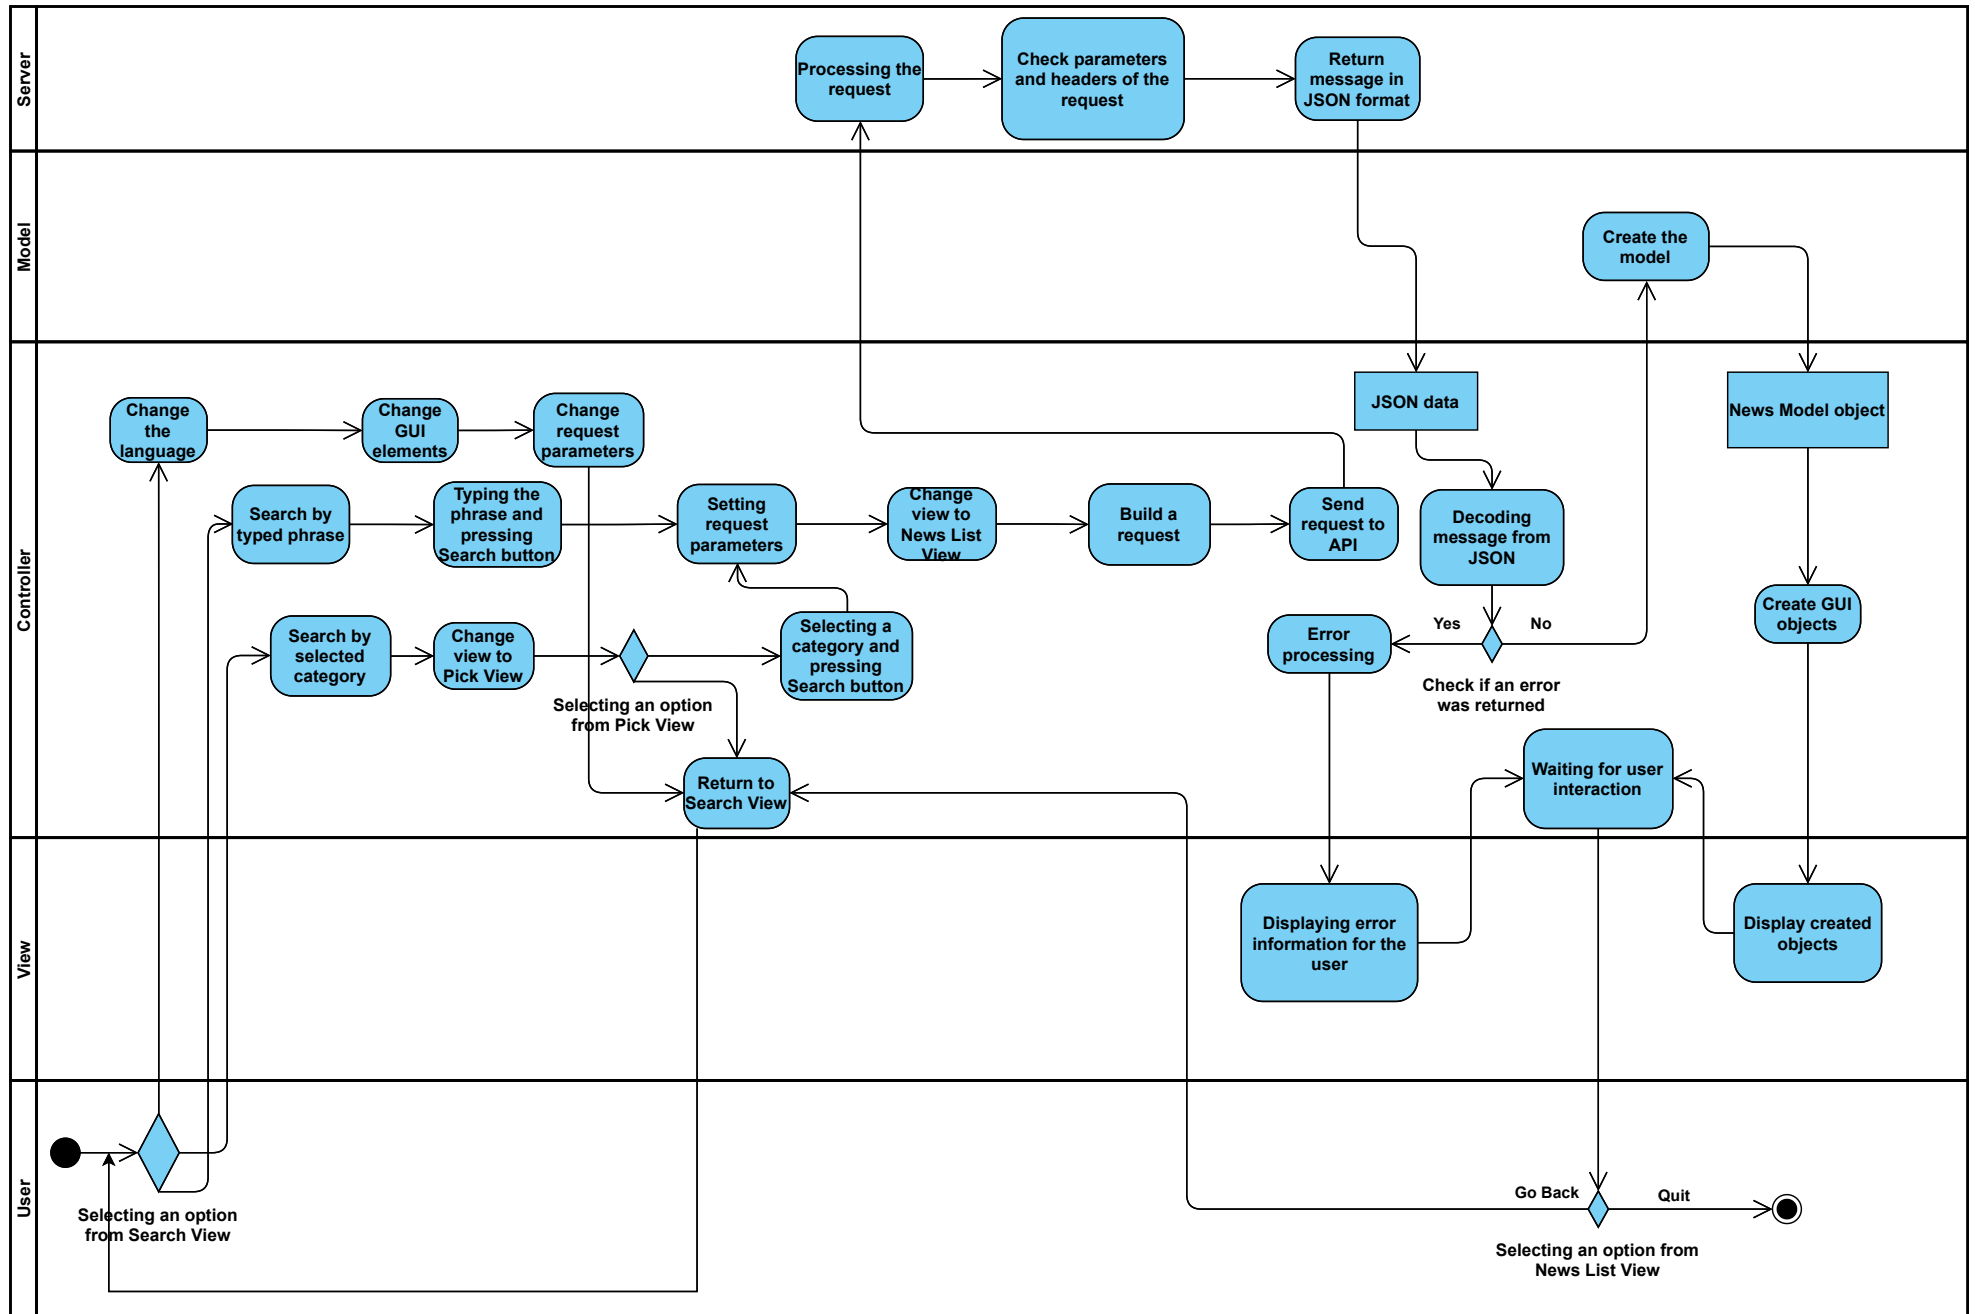 Server
Processing the
request
Check parameters
and headers of the
request
Return
message in
JSON format
Model
Create the
model
Controller
Change
the
language
Change
GUI
elements
Change
request
parameters
JSON data
News Model object
Search by
typed phrase
Typing the
phrase and
pressing
Search button
Setting
request
parameters
Change
view to
News List
View
Build a
request
Send
request to
API
Decoding
message from
JSON
Search by
selected
category
Change
view to
Pick View
Selecting an option
from Pick View
Selecting a
category and
pressing
Search button
Error
processing
Yes
No
Check if an error
was returned
Create GUI
objects
Return to
Search View
Waiting for user
interaction
View
Displaying error
information for the
user
Display created
objects
User
Selecting an option
from Search View
Go Back
Quit
Selecting an option from
News List View